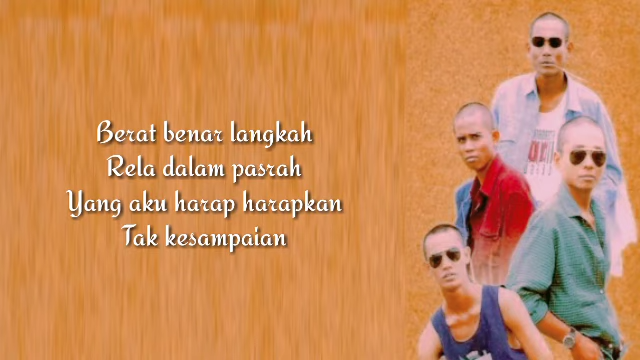 Berat benar langkah
Rela dalam pasrah
Yang aku harap harapkan
Tak kesampaian